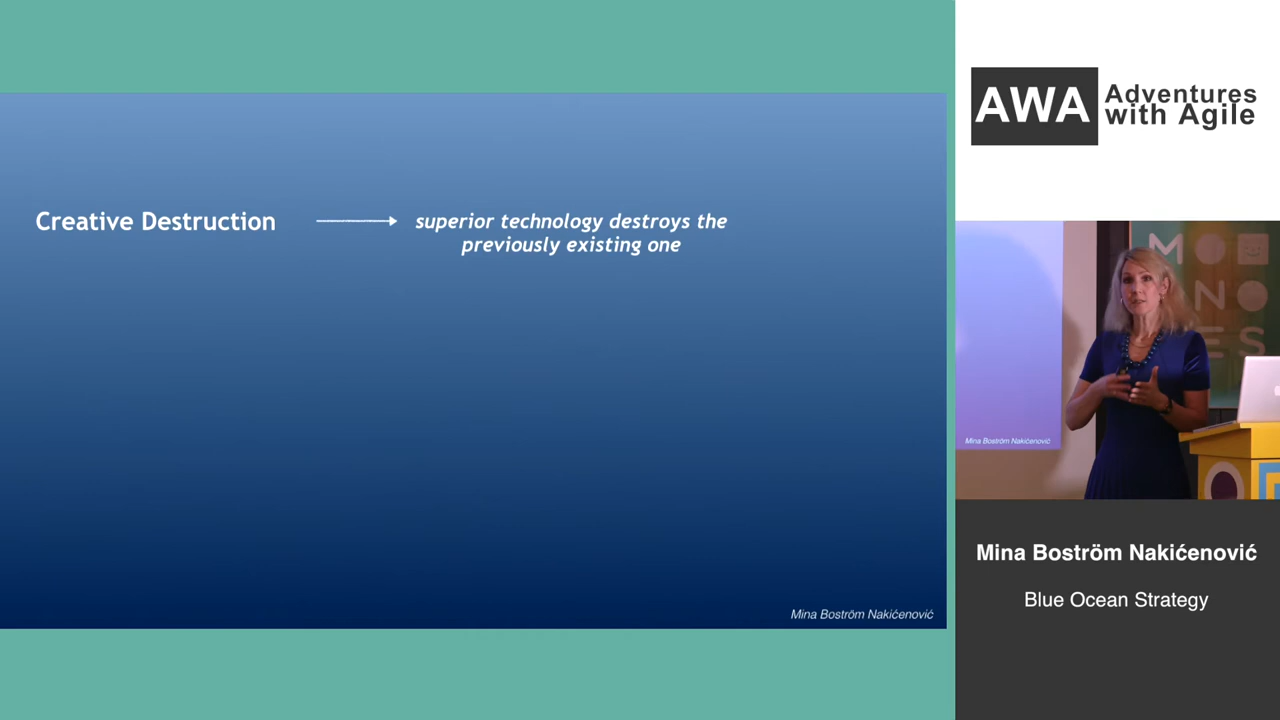 AWA
Adventures
with Agile
Creative Destruction
superior technology destroys the
previously existing one
Mina Boström Nakićenović
Mina Boström Nakićenović
Mina Boström Nakićenović
Blue Ocean Strategy